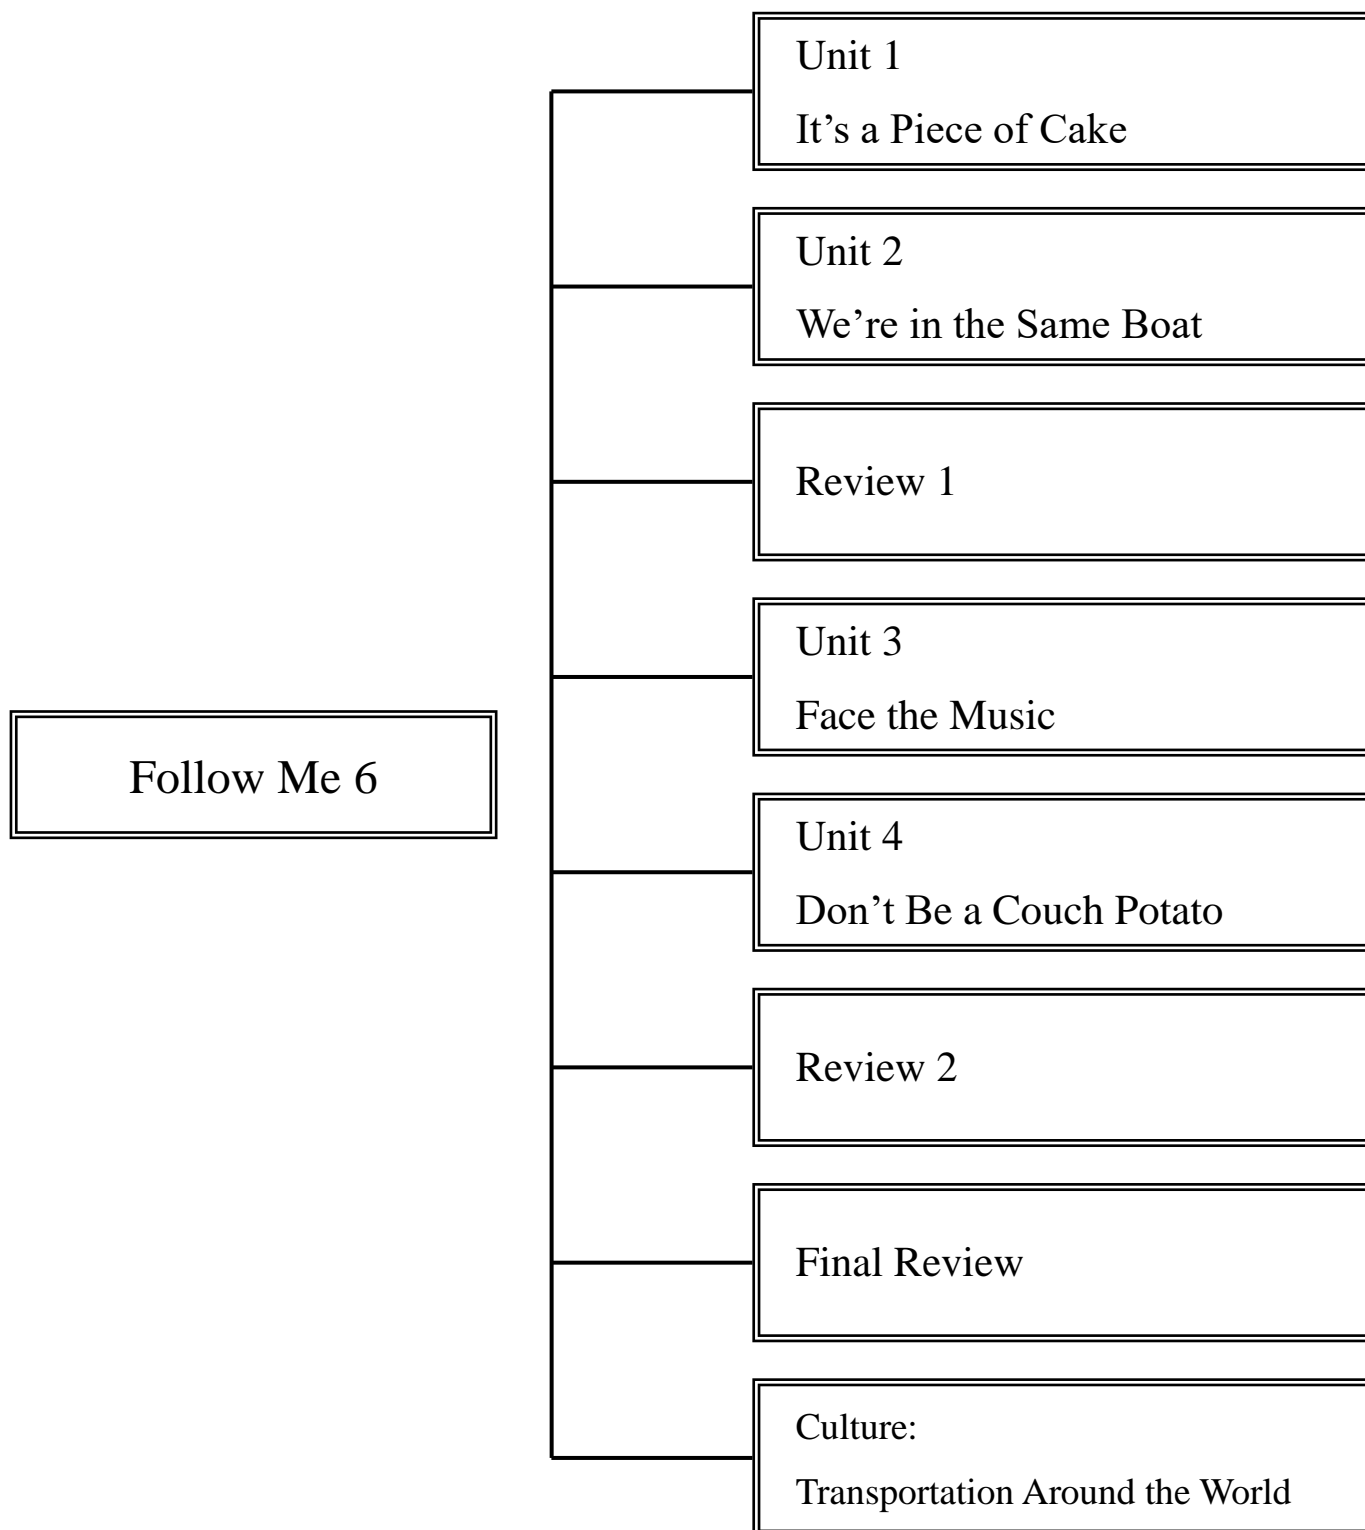 Follow Me 6
Unit 1
It’s a Piece of Cake
Unit 2
We’re in the Same Boat
Review 1
Unit 3
Face the Music
Unit 4
Don’t Be a Couch Potato
Review 2
Final Review
Culture:
Transportation Around the World